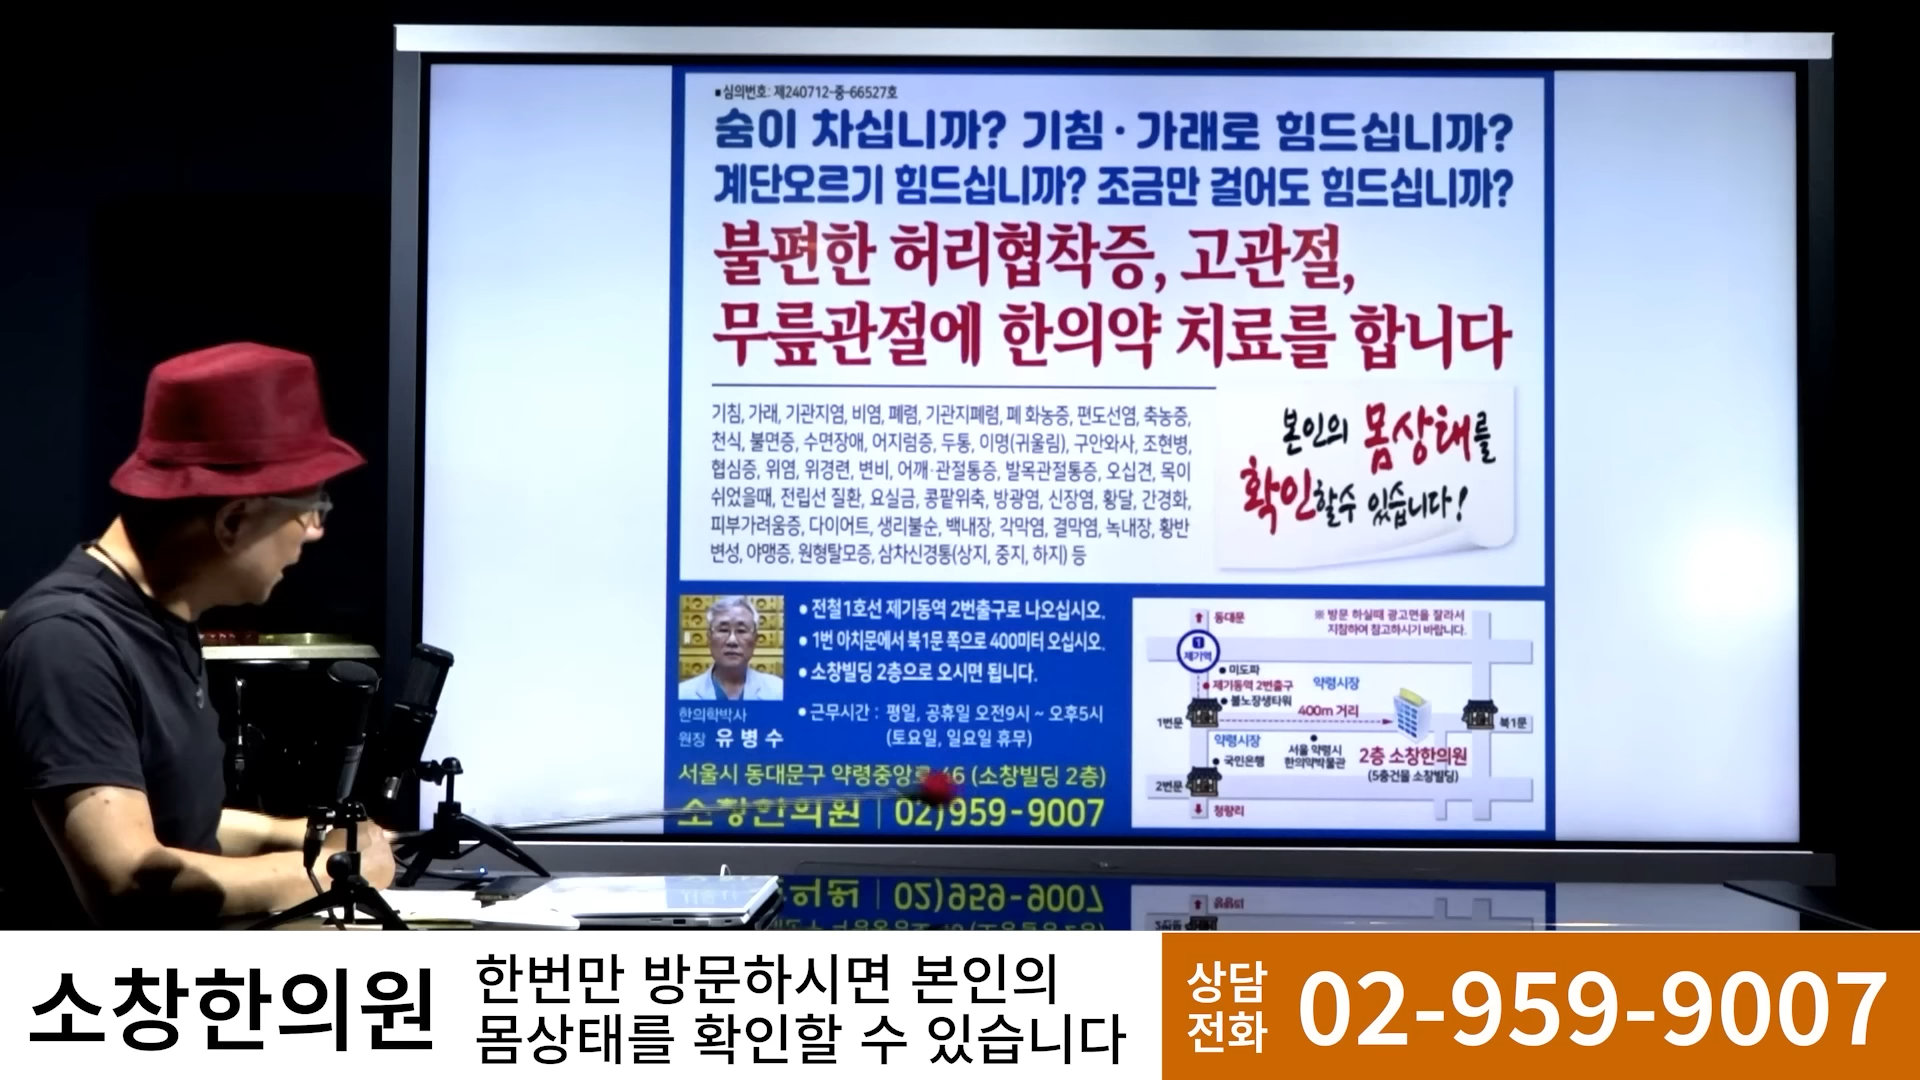 ■심의번호: 제240712-중-66527호
숨이 차십니까? 기침·가래로 힘드십니까?
계단오르기 힘드십니까? 조금만 걸어도 힘드십니까?
불편한 허리협착증, 고관절,
무릎관절에 한의약 치료를 합니다
기침, 가래, 기관지염, 비염, 폐렴, 기관지폐렴, 폐 화농증, 편도선염, 축농증,
천식, 불면증, 수면장애, 어지럼증, 두통, 이명(귀울림), 구안와사, 조현병,
협심증, 위염, 위경련, 변비, 어깨·관절통증, 발목관절통증, 오십견, 목이
쉬었을때, 전립선 질환, 요실금, 콩팥위축, 방광염, 신장염, 황달, 간경화,
피부가려움증, 다이어트, 생리불순, 백내장, 각막염, 결막염, 녹내장, 황반
변성, 야맹증, 원형탈모증, 삼차신경통(상지, 중지, 하지) 등
본인의 몸상태를
확인할수 있습니다!
• 전철1호선 제기동역 2번출구로 나오십시오.
• 1번 아치문에서 북1문 쪽으로 400미터 오십시오.
• 소창빌딩 2층으로 오시면 됩니다.
• 근무시간 : 평일, 공휴일 오전9시 ~ 오후5시
(토요일, 일요일 휴무)
한의학박사
원장 유병수
서울시 동대문구 약령중앙로 46 (소창빌딩 2층)
소창한의원 | 02)959-9007
동대문
※ 방문 하실때 광고면을 잘라서
지참하여 참고하시기 바랍니다.
1
제기역
미도파
제기동역 2번출구
약령시장
불노장생타워
400m 거리
1번문
북1문
약령시장
국민은행
서울 약령시
한의약박물관
2층 소창한의원
(5층건물 소창빌딩)
2번문
청량리
소창한의원
한번만 방문하시면 본인의
몸상태를 확인할 수 있습니다
상담
전화
02-959-9007